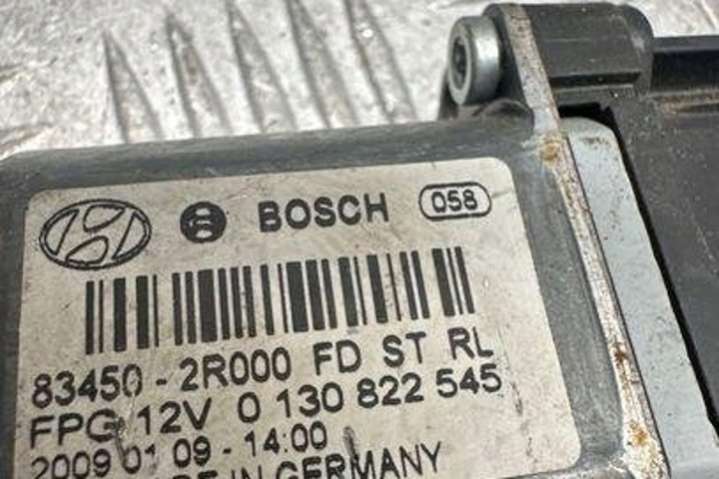 BOSCH 058
83450-2R000 FD ST RL
FPG 12V 0 130 822 545
2009 01 09-14:00
IN GERMANY